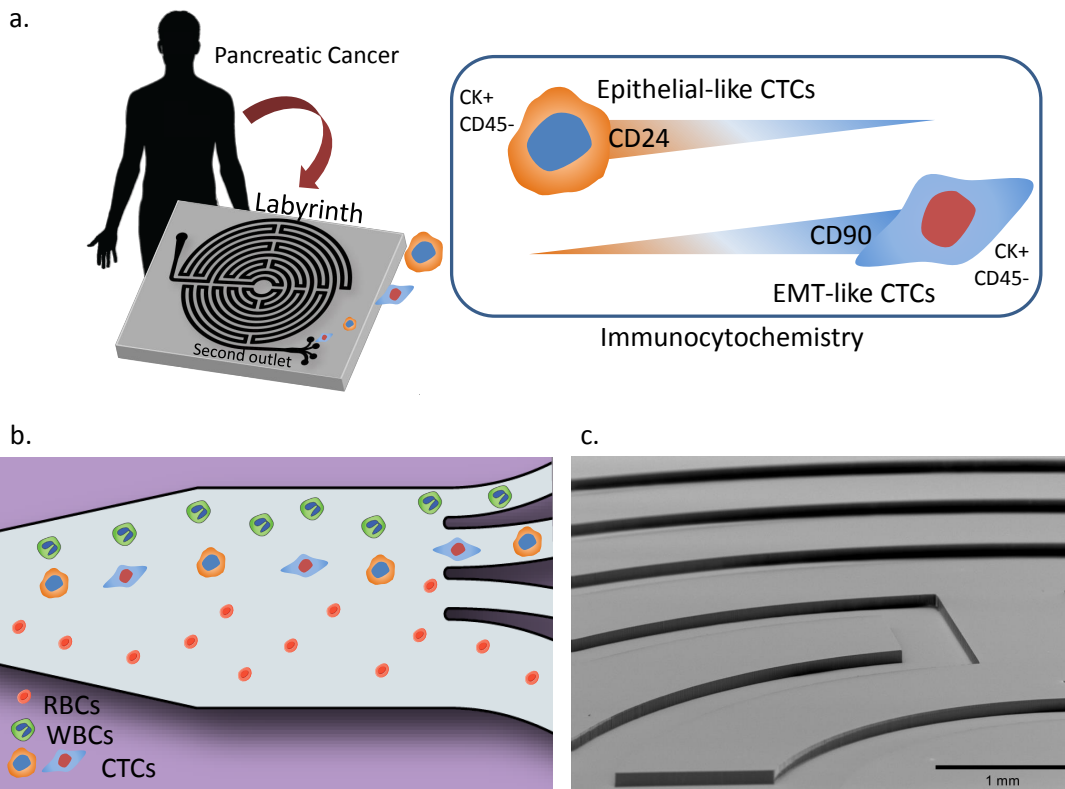 a.
Pancreatic Cancer
Labyrinth
Second outlet
CK+
CD45-
Epithelial-like CTCs
CD24
CD90
CK+
CD45-
EMT-like CTCs
Immunocytochemistry
b.
RBCs
WBCs
CTCs
c.
1 mm